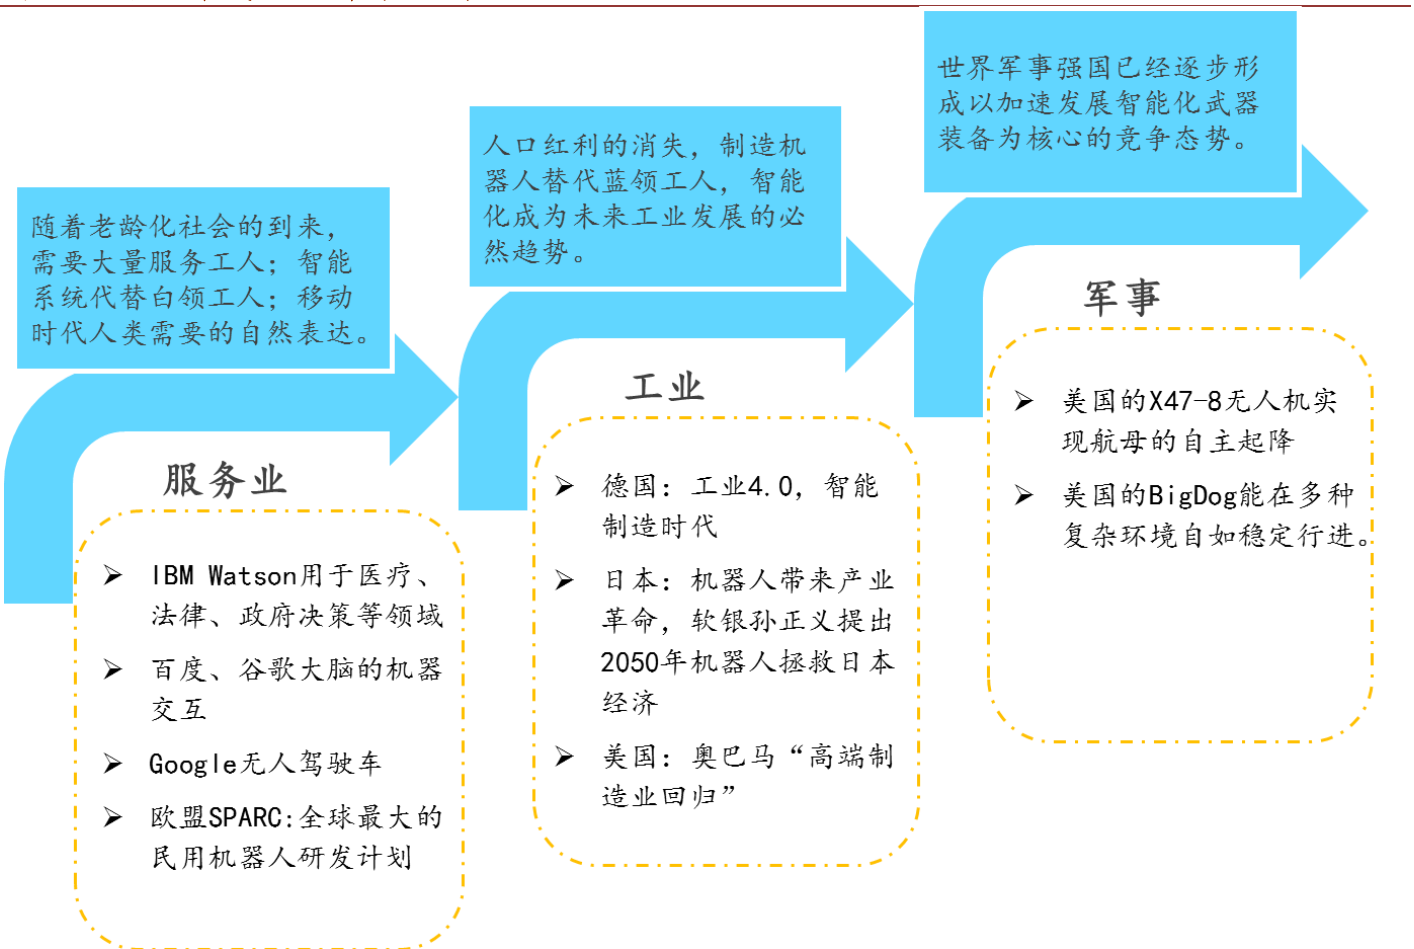 随着老龄化社会的到来，
需要大量服务工人；智能
系统代替白领工人；移动
时代人类需要的自然表达。
服务业
➢ IBM Watson用于医疗、
法律、政府决策等领域
➢ 百度、谷歌大脑的机器
交互
➢ Google无人驾驶车
➢ 欧盟SPARC:全球最大的
民用机器人研发计划
人口红利的消失，制造机
器人替代蓝领工人，智能
化成为未来工业发展的必
然趋势。
工业
➢ 德国：工业4.0，智能
制造时代
➢ 日本：机器人带来产业
革命，软银孙正义提出
2050年机器人拯救日本
经济
➢ 美国：奥巴马“高端制
造业回归”
世界军事强国已经逐步形
成以加速发展智能化武器
装备为核心的竞争态势。
军事
➢ 美国的X47-8无人机实
现航母的自主起降
➢ 美国的BigDog能在多种
复杂环境自如稳定行进。